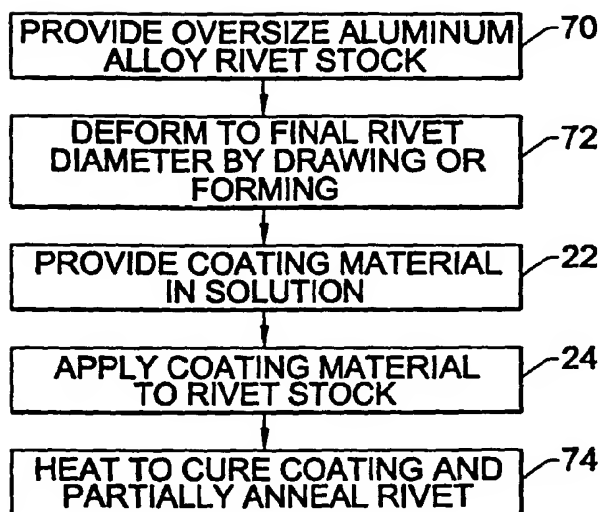 PROVIDE OVERSIZE ALUMINUM
ALLOY RIVET STOCK
70
DEFORM TO FINAL RIVET
DIAMETER BY DRAWING OR
FORMING
72
PROVIDE COATING MATERIAL
IN SOLUTION
22
APPLY COATING MATERIAL
TO RIVET STOCK
24
HEAT TO CURE COATING AND
PARTIALLY ANNEAL RIVET
74